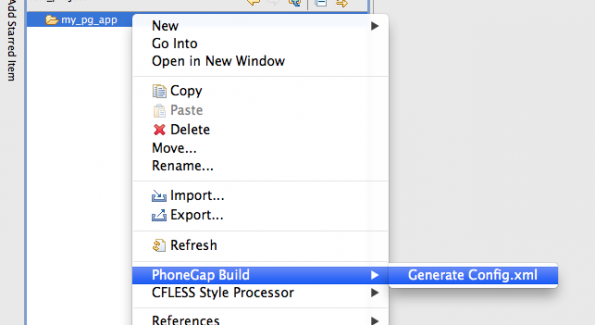 Add Starred Item
my_pg_app
New
Go Into
Open in New Window
Copy
Paste
Delete
Move...
Rename...
Import...
Export...
Refresh
PhoneGap Build
Generate Config.xml
CFLESS Style Processor
References